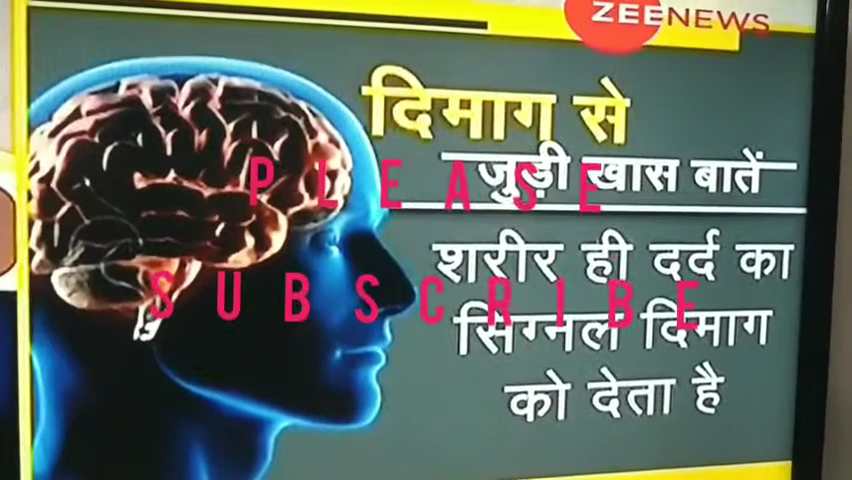 ZEENEWS
दिमाग से
जुड़ी खास बातें
PLEASE
शरीर ही दर्द का
SUBSCRIBE
सिग्नल दिमाग
को देता है